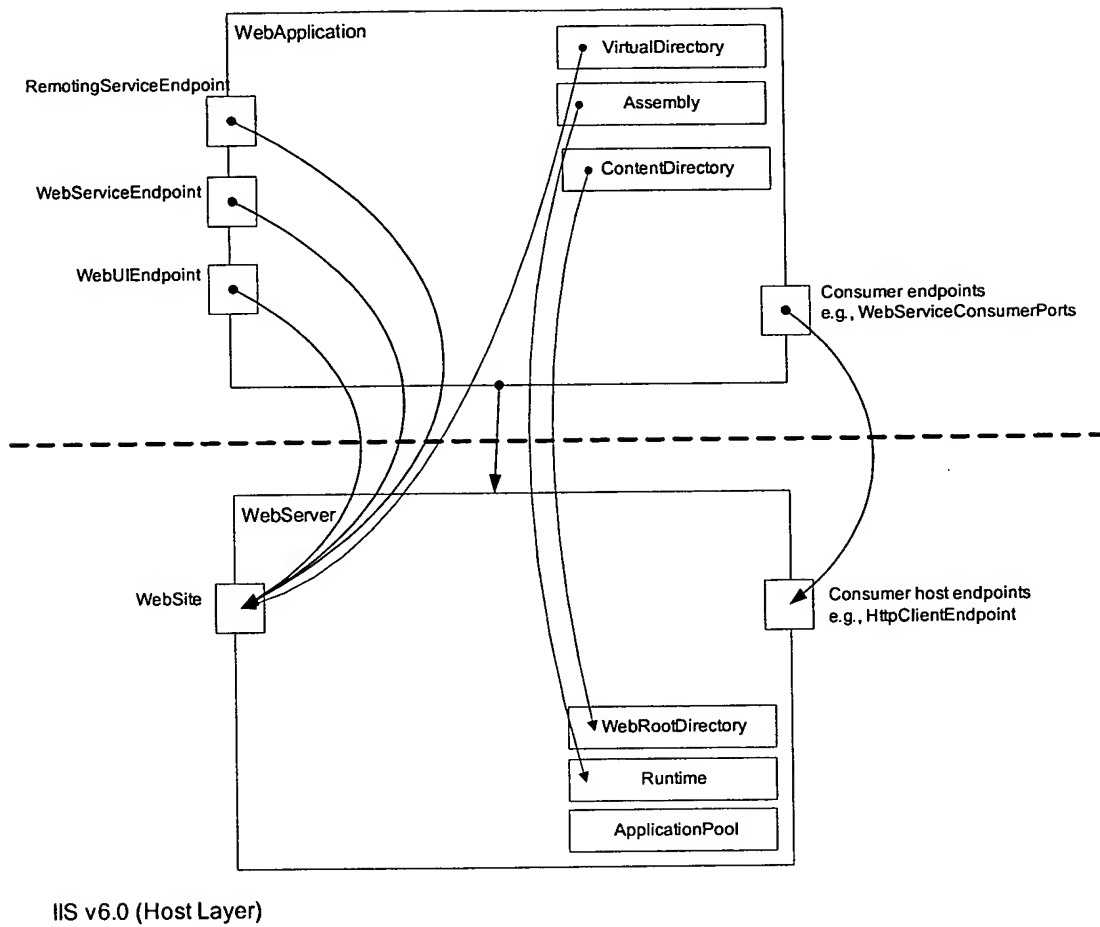 WebApplication
VirtualDirectory
RemotingServiceEndpoint
Assembly
ContentDirectory
WebServiceEndpoint
WebUIEndpoint
Consumer endpoints
e.g., WebServiceConsumerPorts
WebServer
WebSite
Consumer host endpoints
e.g., HttpClientEndpoint
WebRootDirectory
Runtime
ApplicationPool
IIS v6.0 (Host Layer)